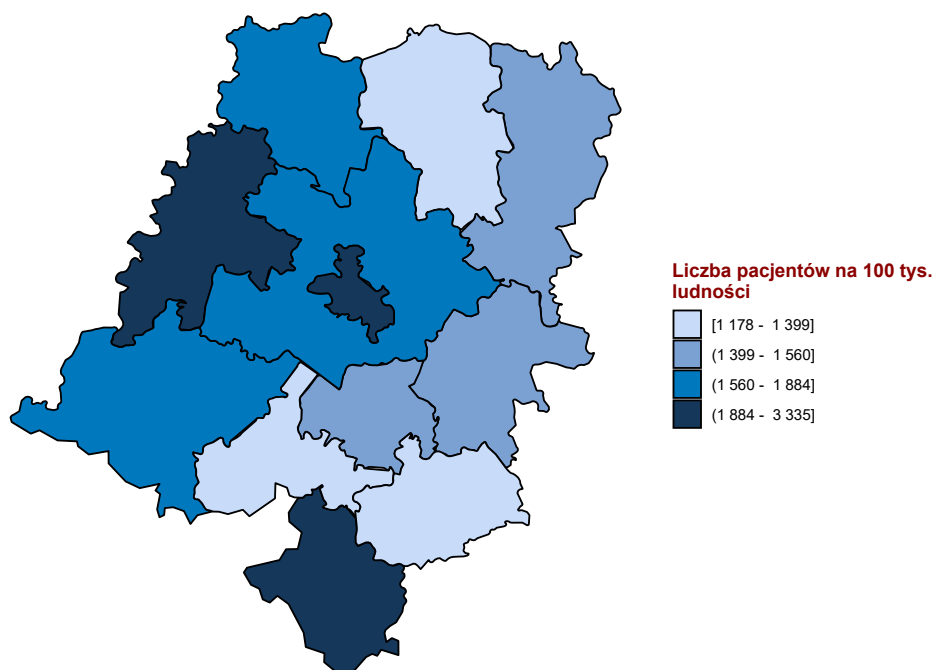 Liczba pacjentów na 100 tys.
ludności
[1 178 - 1 399]
(1 399 - 1 560]
(1 560 - 1 884]
(1 884 - 3 335]